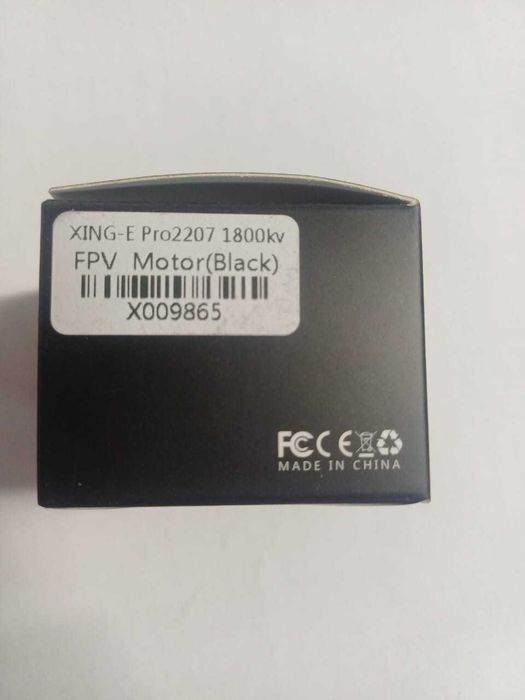 XING-E Pro2207 1800kv
FPV Motor(Black)
X009865
FC CE
MADE IN CHINA